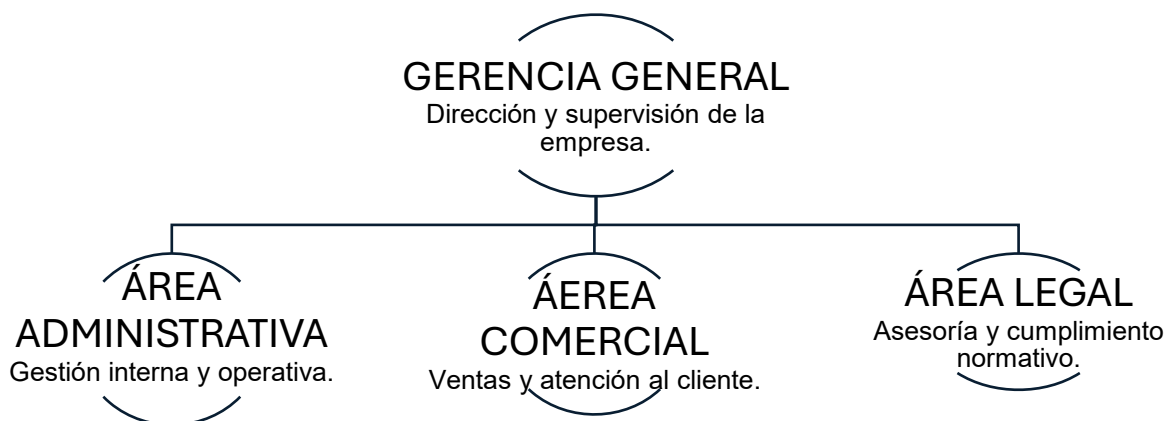 GERENCIA GENERAL
Dirección y supervisión de la
empresa.
ÁREA
ADMINISTRATIVA
Gestión interna y operativa.
ÁEREA
COMERCIAL
Ventas y atención al cliente.
ÁREA LEGAL
Asesoría y cumplimiento
normativo.